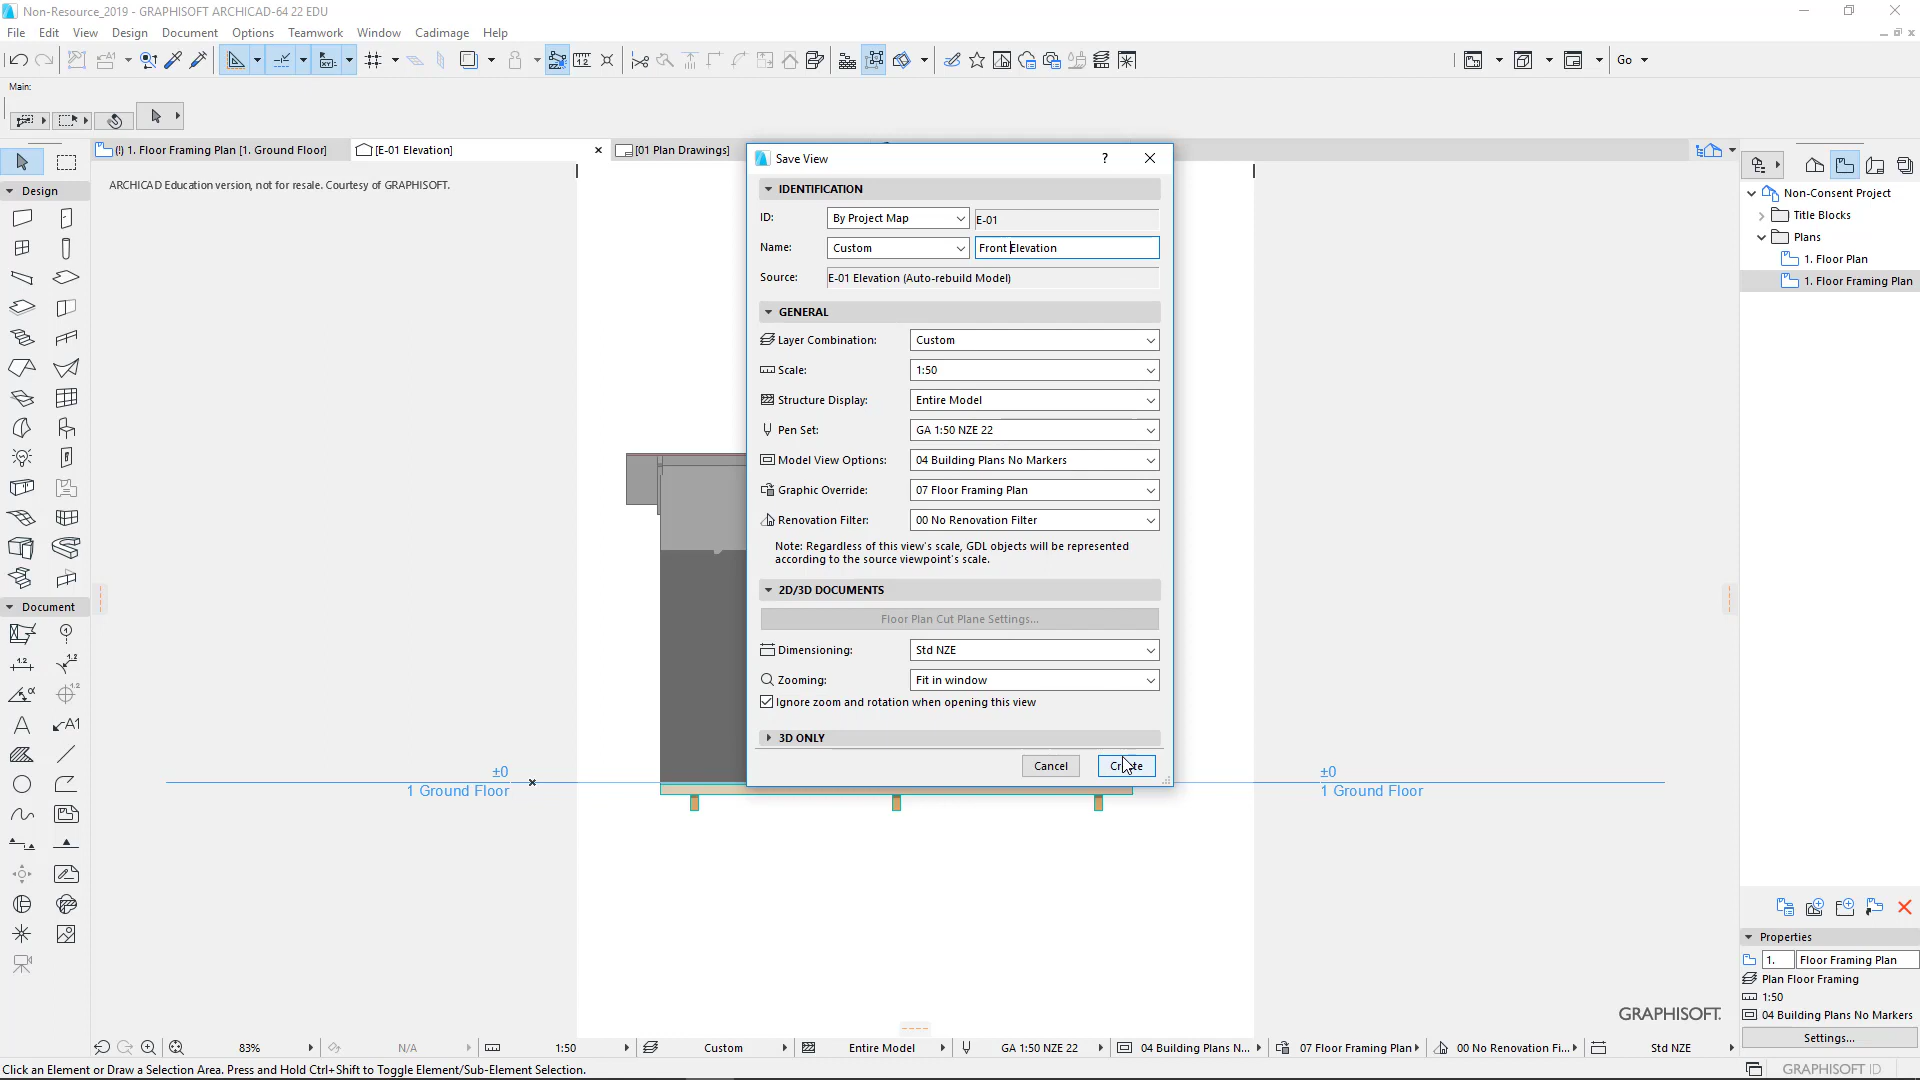 Non-Resource_2019 - GRAPHISOFT ARCHICAD-64 22 EDU
File Edit View Design Document Options Teamwork Window Cadimage Help
Go
Main:
(!) 1. Floor Framing Plan [1. Ground Floor]
[E-01 Elevation]
[01 Plan Drawings]
ARCHICAD Education version, not for resale. Courtesy of GRAPHISOFT.
Design
Document
Save View
?
IDENTIFICATION
ID: By Project Map E-01
Name: Custom Front Elevation
Source: E-01 Elevation (Auto-rebuild Model)
GENERAL
Layer Combination: Custom
Scale: 1:50
Structure Display: Entire Model
Pen Set: GA 1:50 NZE 22
Model View Options: 04 Building Plans No Markers
Graphic Override: 07 Floor Framing Plan
Renovation Filter: 00 No Renovation Filter
Note: Regardless of this view's scale, GDL objects will be represented
according to the source viewpoint's scale.
2D/3D DOCUMENTS
Floor Plan Cut Plane Settings...
Dimensioning: Std NZE
Zooming: Fit in window
Ignore zoom and rotation when opening this view
3D ONLY
Cancel
±0
1 Ground Floor
±0
1 Ground Floor
Non-Consent Project
Title Blocks
Plans
1. Floor Plan
1. Floor Framing Plan
Properties
1. Floor Framing Plan
Plan Floor Framing
1:50
04 Building Plans No Markers
Settings...
GRAPHISOFT.
83% N/A 1:50 Custom Entire Model GA 1:50 NZE 22 04 Building Plans N... 07 Floor Framing Plan 00 No Renovation Fi... Std NZE
Click an Element or Draw a Selection Area. Press and Hold Ctrl+Shift to Toggle Element/Sub-Element Selection.
GRAPHISOFT ID